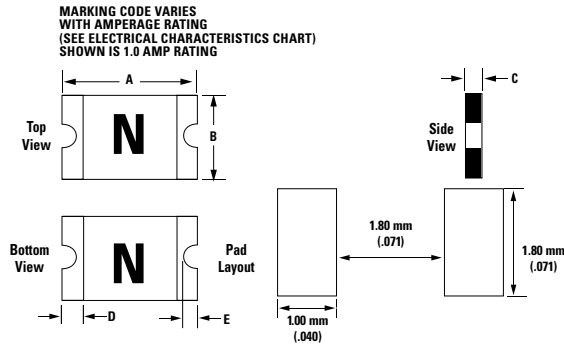 MARKING CODE VARIES
WITH AMPERAGE RATING
(SEE ELECTRICAL CHARACTERISTICS CHART)
SHOWN IS 1.0 AMP RATING
A
C
Top
View
N
B
Side
View
Bottom
View
N
Pad
Layout
1.80 mm
(.071)
1.80 mm
(.071)
D
E
1.00 mm
(.040)